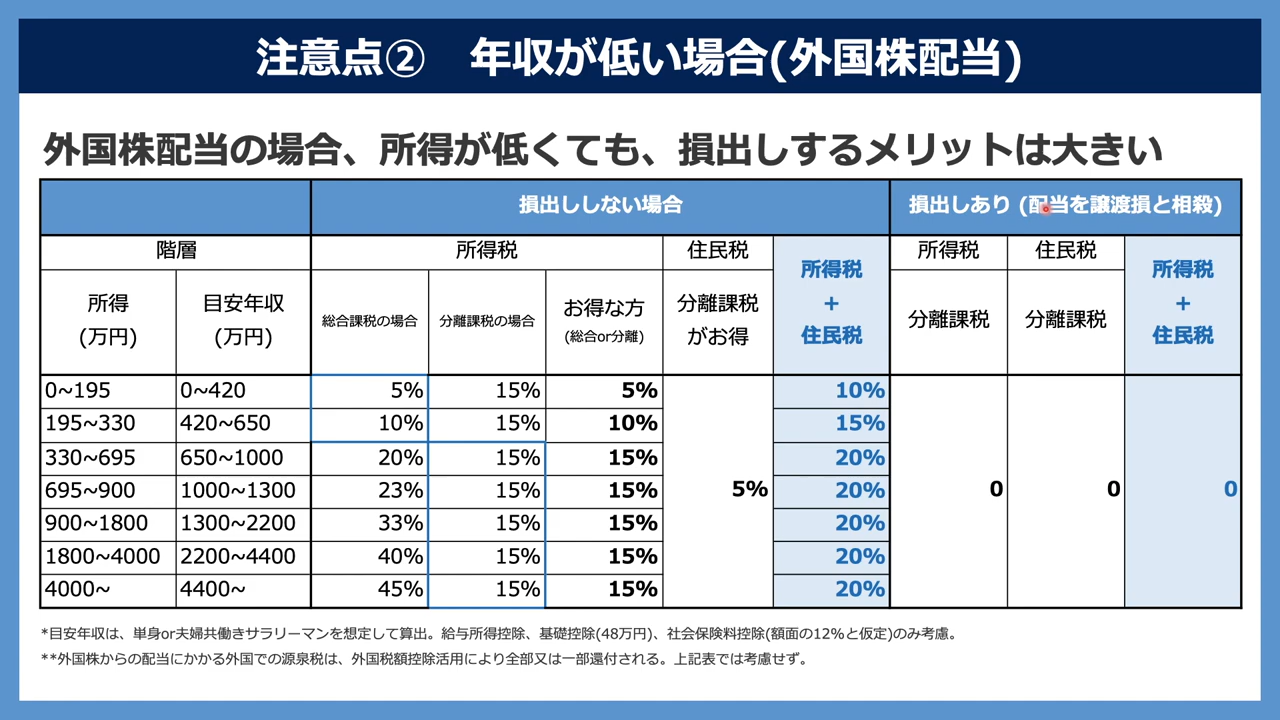 注意点② 年収が低い場合(外国株配当)
外国株配当の場合、所得が低くても、損出しするメリットは大きい
損出ししない場合 損出しあり (配当を譲渡損と相殺)
階層 所得税 住民税 所得税 + 住民税 所得税 住民税 所得税 + 住民税
所得 (万円) 目安年収 (万円) 総合課税の場合 分離課税の場合 お得な方 (総合or分離) 分離課税 がお得 分離課税 分離課税
0~195 0~420 5% 15% 5% 10%
195~330 420~650 10% 15% 10% 15%
330~695 650~1000 20% 15% 15% 20%
695~900 1000~1300 23% 15% 15% 5% 20% 0 0 0
900~1800 1300~2200 33% 15% 15% 20%
1800~4000 2200~4400 40% 15% 15% 20%
4000~ 4400~ 45% 15% 15% 20%
*目安年収は、単身or夫婦共働きサラリーマンを想定して算出。給与所得控除、基礎控除(48万円)、社会保険料控除(額面の12%と仮定)のみ考慮。
**外国株からの配当にかかる外国での源泉税は、外国税額控除活用により全部又は一部還付される。上記表では考慮せず。